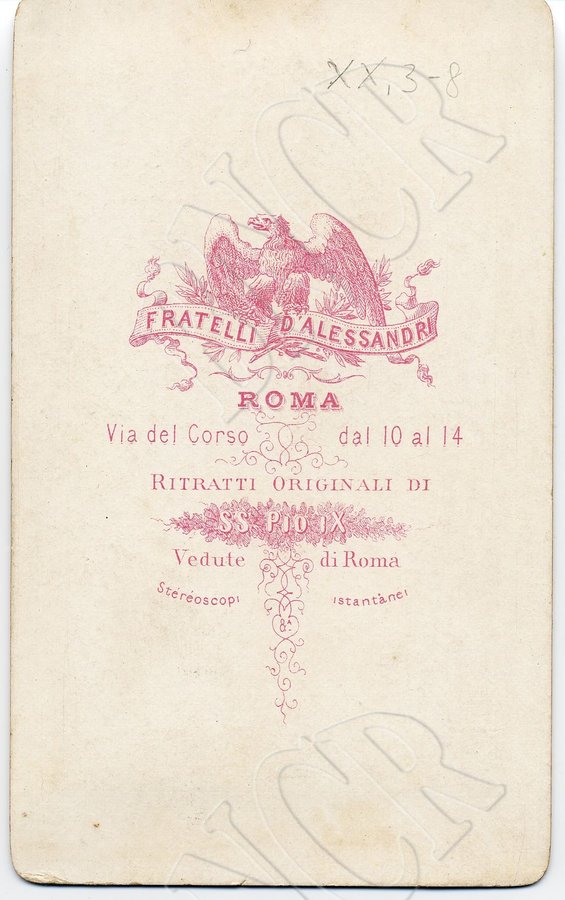 XX, 3-8
FRATELLI D'ALESSANDRI
ROMA
Via del Corso dal 10 al 14
RITRATTI ORIGINALI DI
SS. PIO IX
Vedute di Roma
Stéréoscopi istantànei
&ᴬ